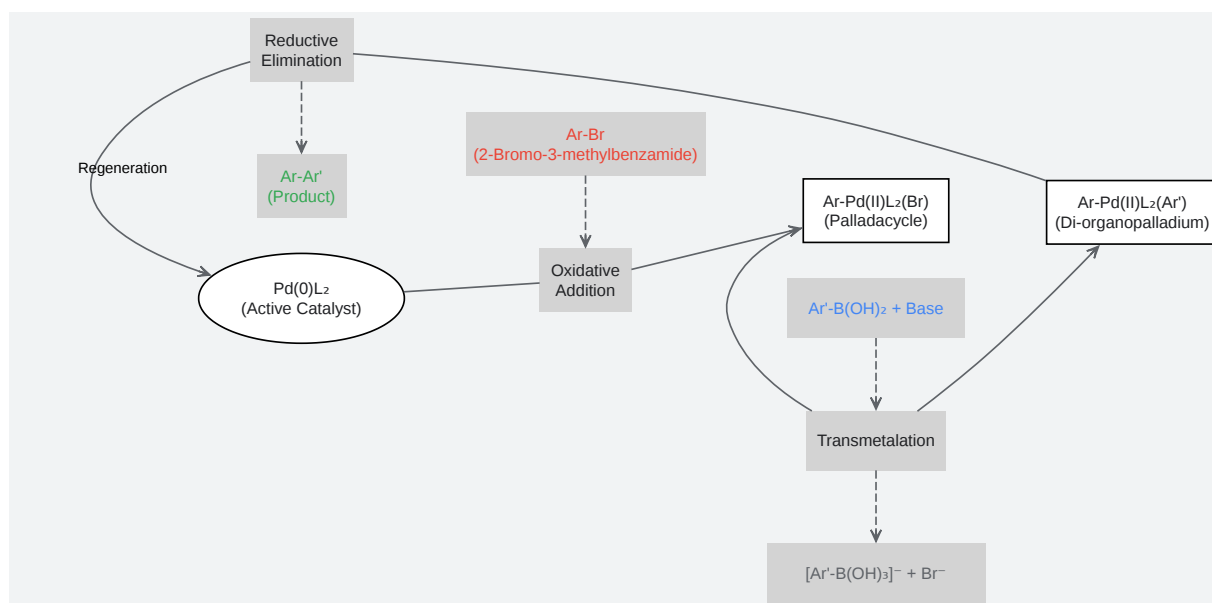 Reductive
Elimination
Ar-Br
(2-Bromo-3-methylbenzamide)
Regeneration
Ar-Ar'
(Product)
Ar-Pd(II)L₂(Br)
(Palladacycle)
Ar-Pd(II)L₂(Ar')
(Di-organopalladium)
Oxidative
Addition
Pd(0)L₂
(Active Catalyst)
Ar'-B(OH)₂ + Base
Transmetalation
[Ar'-B(OH)₃]⁻ + Br⁻